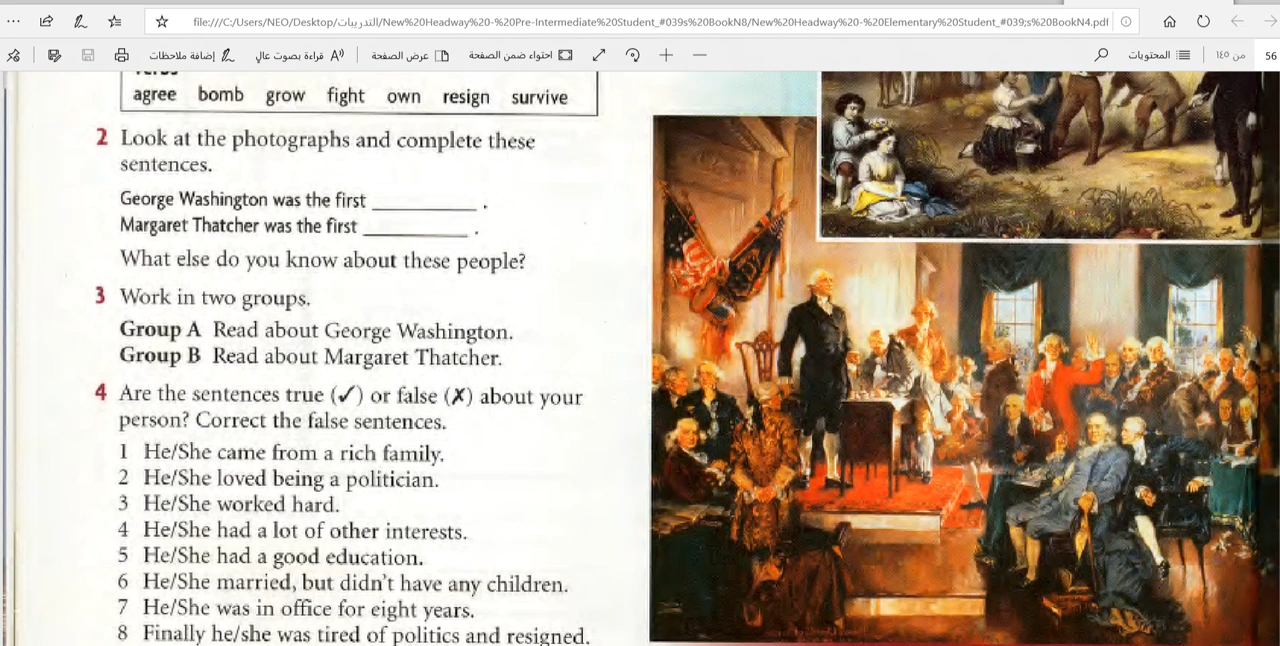 file:///C:/Users/NEO/Desktop/التدريبات/New%20Headway%20-%20Pre-Intermediate%20Student_#039s%20BookN8/New%20Headway%20-%20Elementary%20Student_#039;s%20BookN4.pdf
إضافة ملاحظات
قراءة بصوت عالٍ
عرض الصفحة
احتواء ضمن الصفحة
المحتويات
56 من ١٤٥
agree bomb grow fight own resign survive
2 Look at the photographs and complete these
sentences.
George Washington was the first ___________ .
Margaret Thatcher was the first ___________ .
What else do you know about these people?
3 Work in two groups.
Group A Read about George Washington.
Group B Read about Margaret Thatcher.
4 Are the sentences true (✓) or false (✗) about your
person? Correct the false sentences.
1 He/She came from a rich family.
2 He/She loved being a politician.
3 He/She worked hard.
4 He/She had a lot of other interests.
5 He/She had a good education.
6 He/She married, but didn't have any children.
7 He/She was in office for eight years.
8 Finally he/she was tired of politics and resigned.